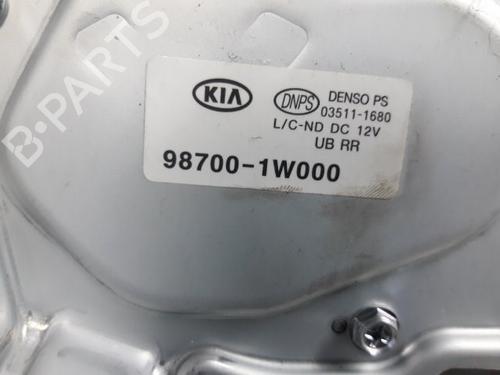 KIA
DNPS
DENSO PS
03511-1680
L/C-ND DC 12V
UB RR
98700-1W000
B-PARTS